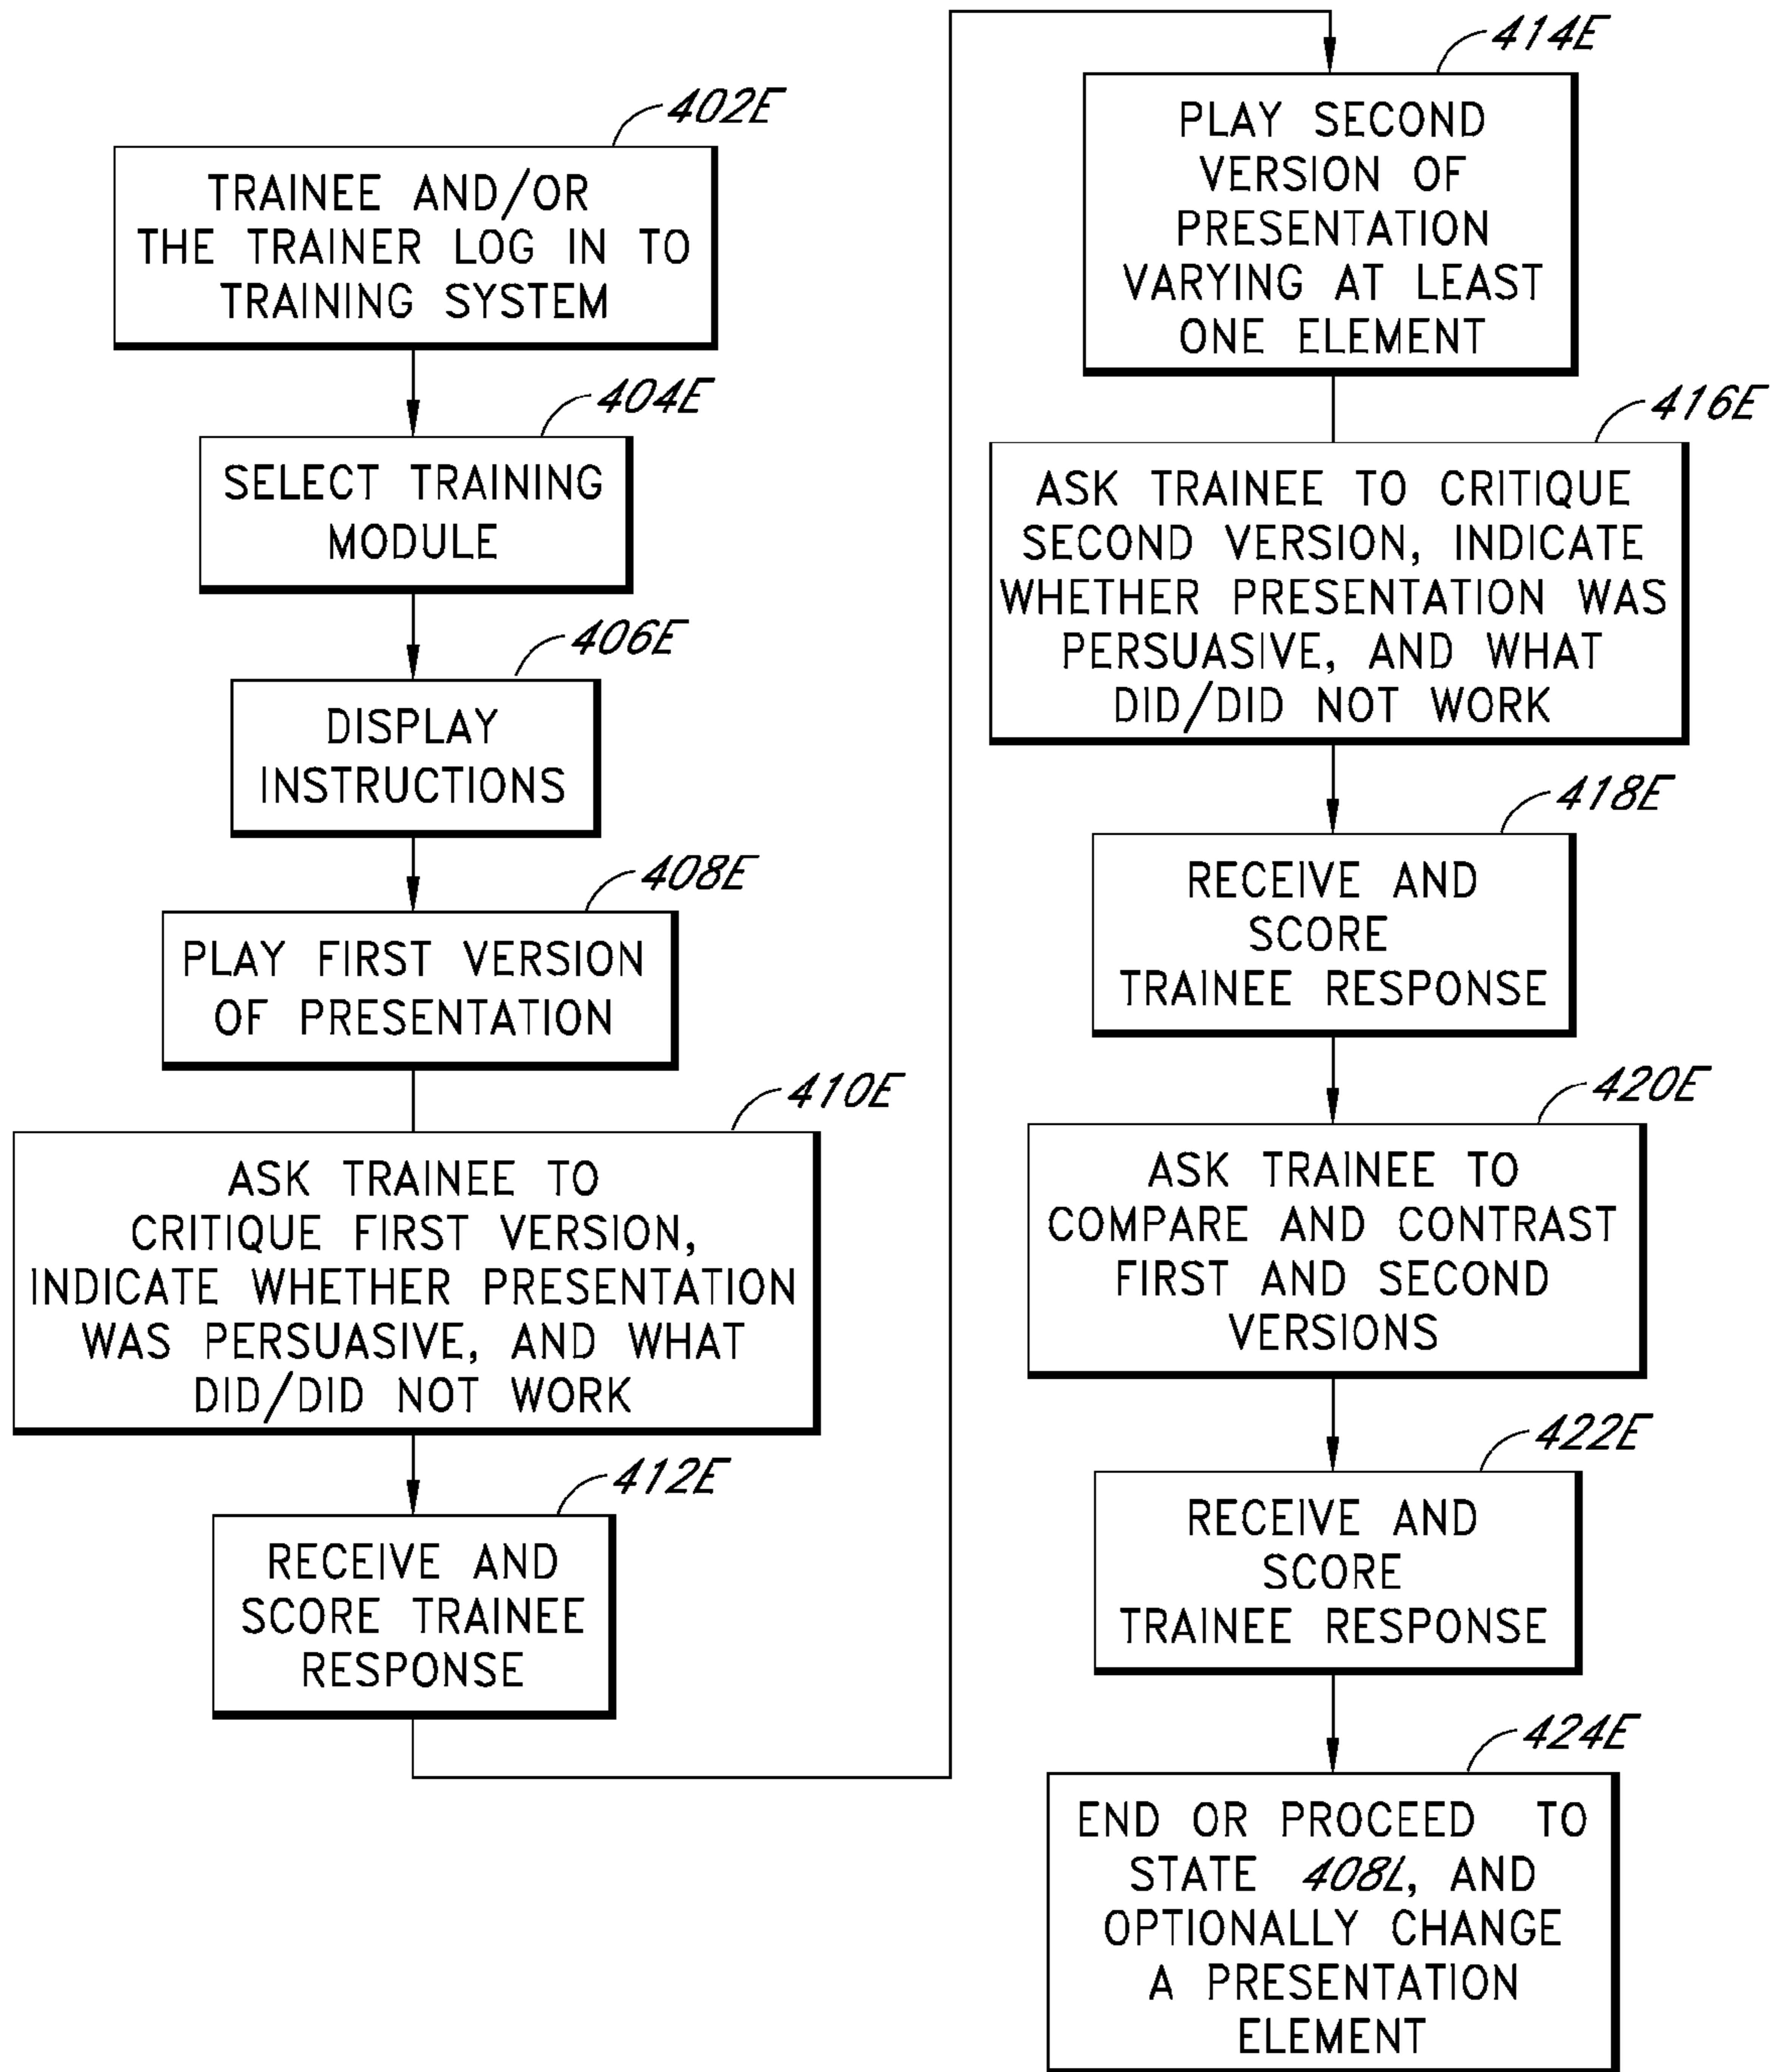 402E
TRAINEE AND/OR
THE TRAINER LOG IN TO
TRAINING SYSTEM
404E
SELECT TRAINING
MODULE
406E
DISPLAY
INSTRUCTIONS
408E
PLAY FIRST VERSION
OF PRESENTATION
410E
ASK TRAINEE TO
CRITIQUE FIRST VERSION,
INDICATE WHETHER PRESENTATION
WAS PERSUASIVE, AND WHAT
DID/DID NOT WORK
412E
RECEIVE AND
SCORE TRAINEE
RESPONSE
414E
PLAY SECOND
VERSION OF
PRESENTATION
VARYING AT LEAST
ONE ELEMENT
416E
ASK TRAINEE TO CRITIQUE
SECOND VERSION, INDICATE
WHETHER PRESENTATION WAS
PERSUASIVE, AND WHAT
DID/DID NOT WORK
418E
RECEIVE AND
SCORE
TRAINEE RESPONSE
420E
ASK TRAINEE TO
COMPARE AND CONTRAST
FIRST AND SECOND
VERSIONS
422E
RECEIVE AND
SCORE
TRAINEE RESPONSE
424E
END OR PROCEED TO
STATE 408L, AND
OPTIONALLY CHANGE
A PRESENTATION
ELEMENT